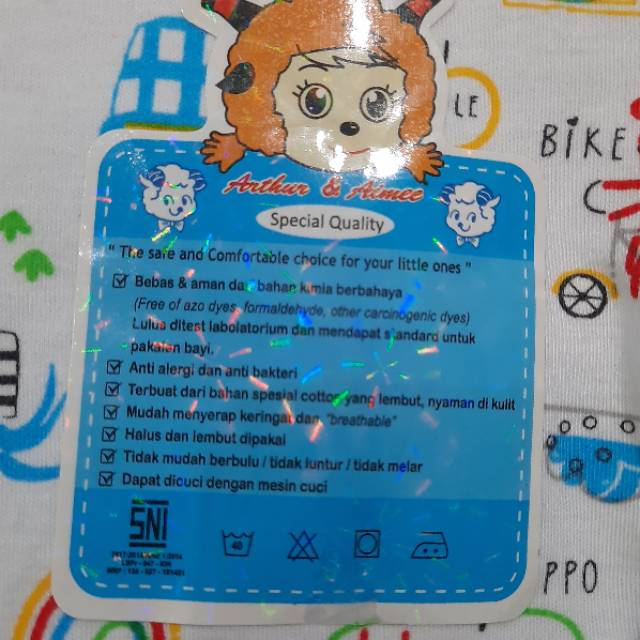 LE
BIKE
Arthur & Aimee
Special Quality
" The safe and Comfortable choice for your little ones "
Bebas & aman dari bahan kimia berbahaya
(Free of azo dyes, formaldehyde, other carcinogenic dyes)
Lulus ditest labolatorium dan mendapat standard untuk
pakaian bayi.
Anti alergi dan anti bakteri
Terbuat dari bahan spesial cotton yang lembut, nyaman di kulit
Mudah menyerap keringat dan "breathable"
Halus dan lembut dipakai
Tidak mudah berbulu / tidak luntur / tidak melar
Dapat dicuci dengan mesin cuci
SNI
40
PPO